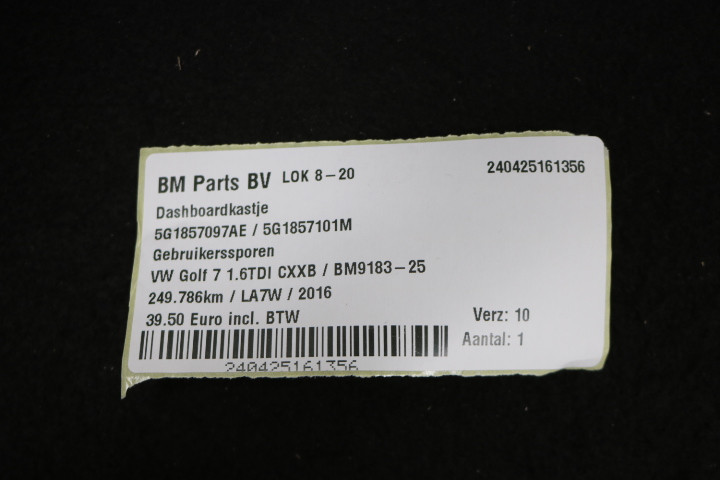 BM Parts BV LOK 8-20 240425161356
Dashboardkastje
5G1857097AE / 5G1857101M
Gebruikerssporen
VW Golf 7 1.6TDI CXXB / BM9183-25
249.786km / LA7W / 2016
39.50 Euro incl. BTW Verz: 10
Aantal: 1
240425161356